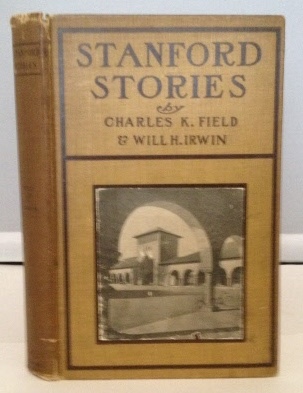 STANFORD
STORIES
by
CHARLES K. FIELD
& WILL H. IRWIN